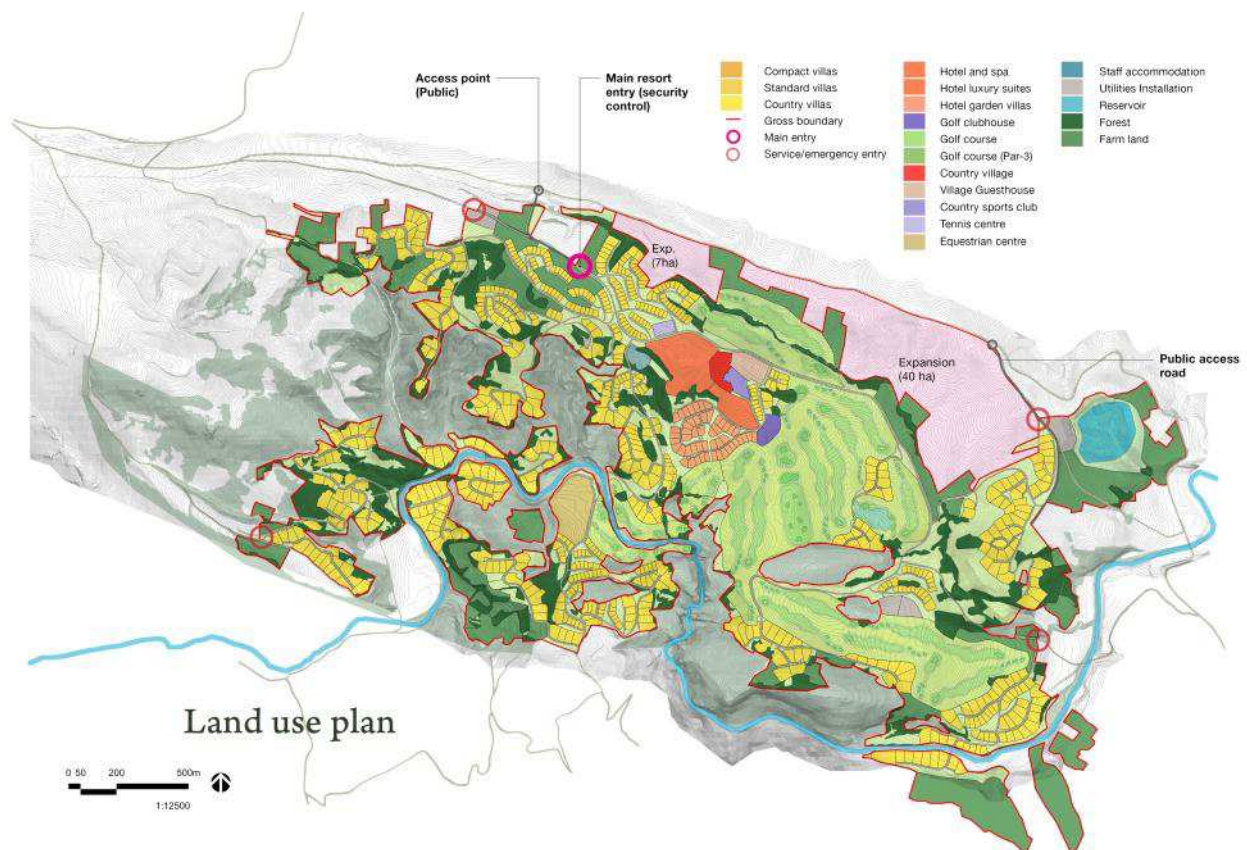 Access point
(Public)
Main resort
entry (security
control)
Compact villas
Standard villas
Country villas
Gross boundary
Main entry
Service/emergency entry
Hotel and spa
Hotel luxury suites
Hotel garden villas
Golf clubhouse
Golf course
Golf course (Par-3)
Country village
Village Guesthouse
Country sports club
Tennis centre
Equestrian centre
Staff accommodation
Utilities Installation
Reservoir
Forest
Farm land
Exp.
(7ha)
Expansion
(40 ha)
Public access
road
Land use plan
0 50 200 500m
1:12500